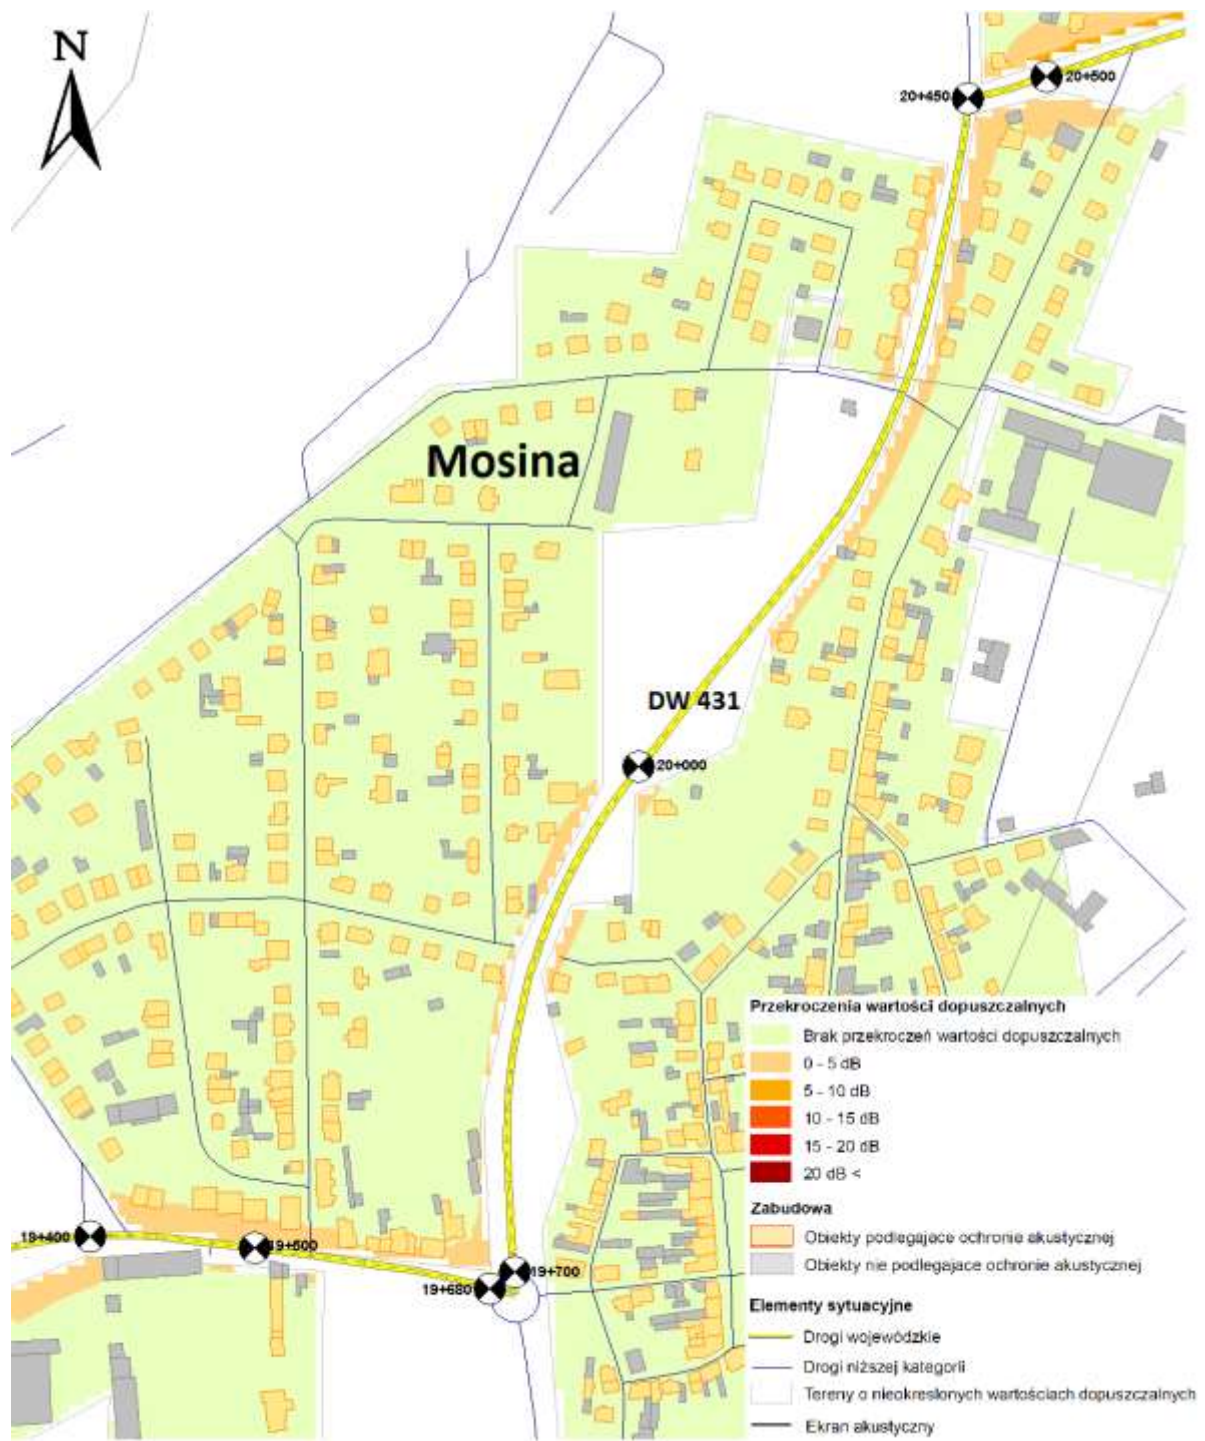 N
20+500
20+450
Mosina
DW 431
20+000
19+400
19+500
19+700
19+680
Przekroczenia wartości dopuszczalnych
Brak przekroczeń wartości dopuszczalnych
0 - 5 dB
5 - 10 dB
10 - 15 dB
15 - 20 dB
20 dB <
Zabudowa
Obiekty podlegajace ochronie akustycznej
Obiekty nie podlegajace ochronie akustycznej
Elementy sytuacyjne
Drogi wojewódzkie
Drogi niższej kategorii
Tereny o nieokreslonych wartościach dopuszczalnych
Ekran akustyczny